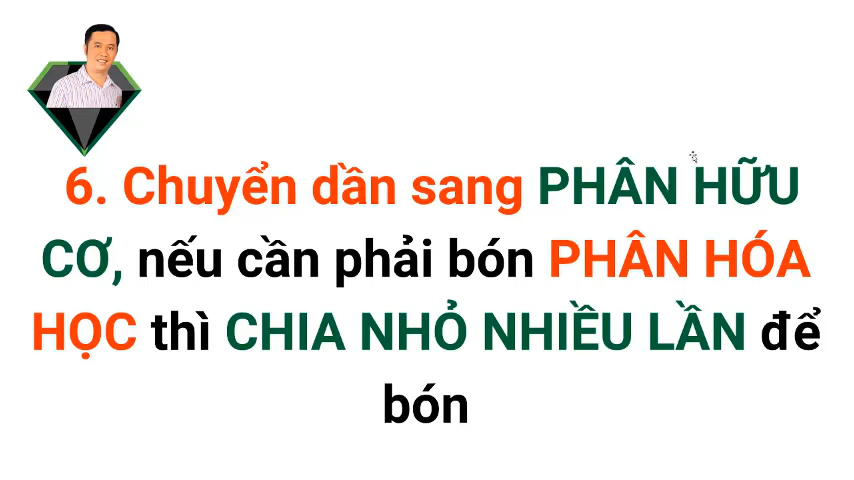 6. Chuyển dần sang PHÂN HỮU
CƠ, nếu cần phải bón PHÂN HÓA
HỌC thì CHIA NHỎ NHIỀU LẦN để
bón